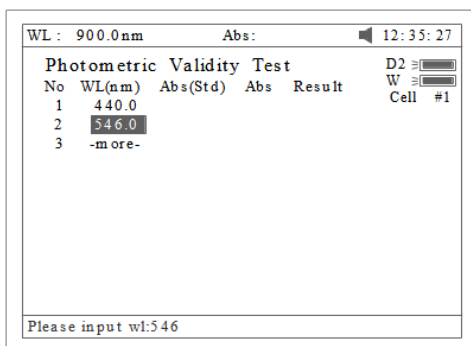 WL: 900.0nm Abs: 12:35:27
Photometric Validity Test D2
No WL(nm) Abs(Std) Abs Result W
1 440.0 Cell #1
2 546.0
3 -more-
Please input wl:546